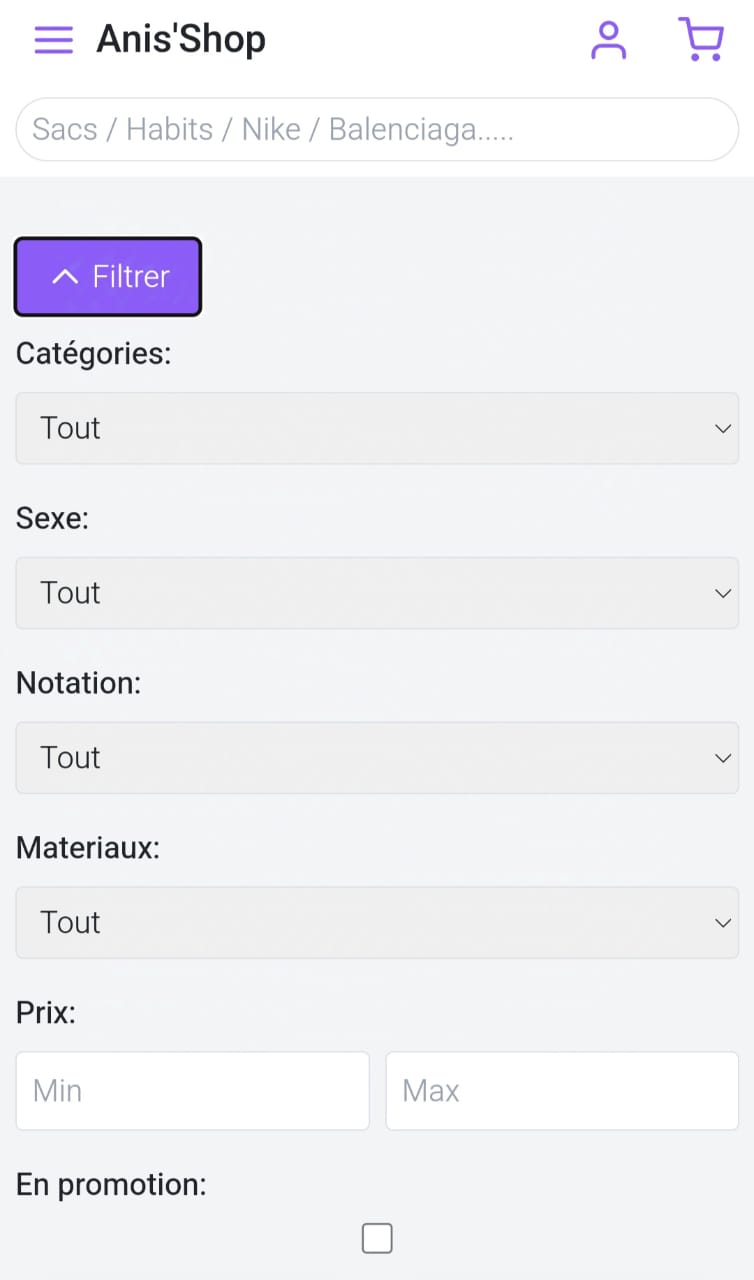 Anis'Shop
Sacs / Habits / Nike / Balenciaga.....
Filtrer
Catégories:
Tout
Sexe:
Tout
Notation:
Tout
Materiaux:
Tout
Prix:
Min Max
En promotion: